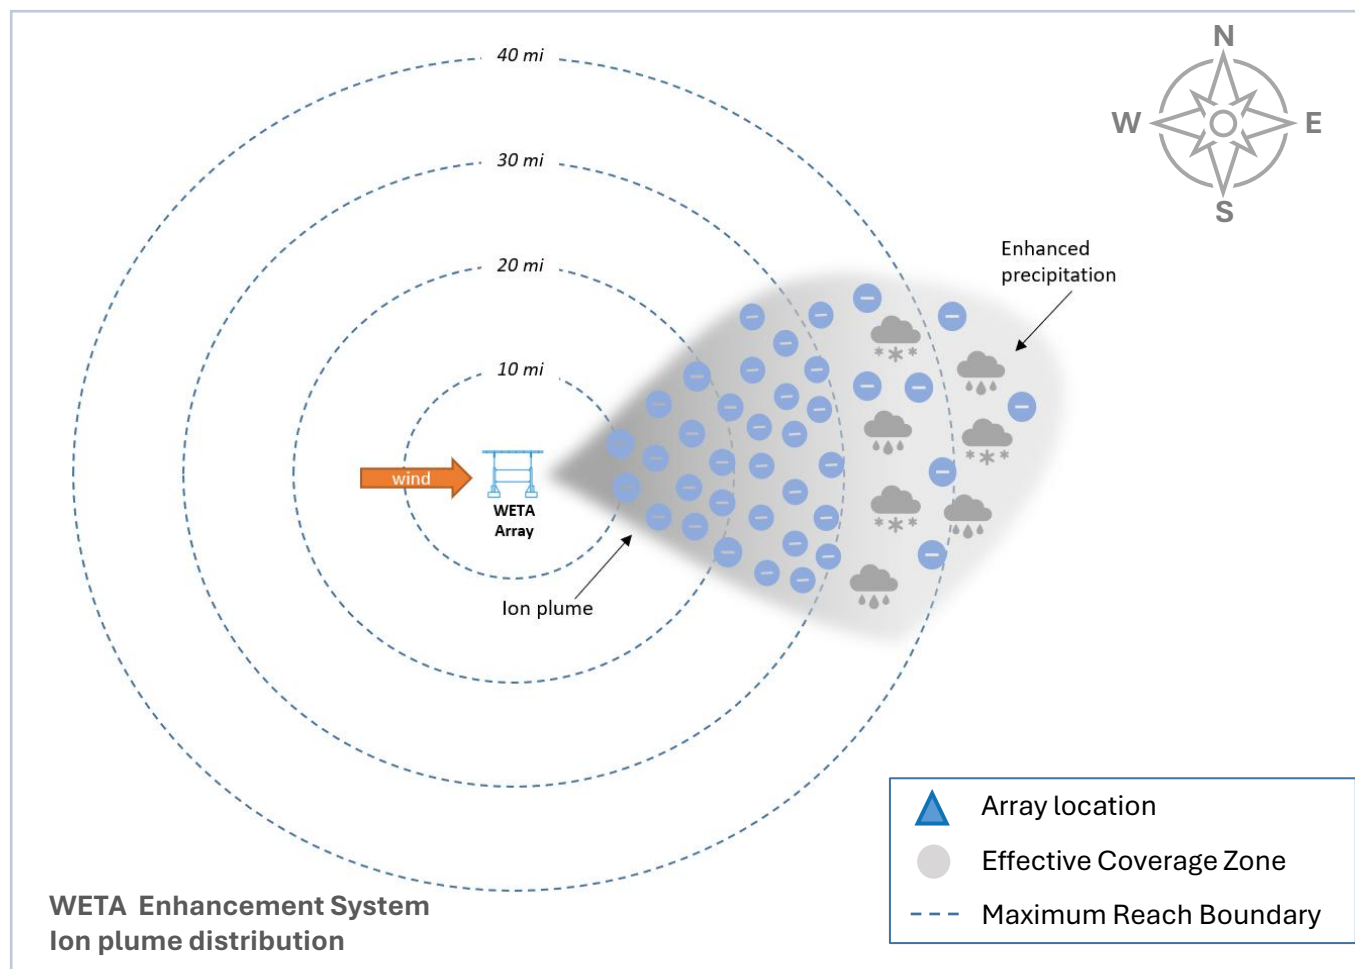 40 mi
N
W
E
S
30 mi
Enhanced
precipitation
20 mi
10 mi
wind
WETA
Array
Ion plume
Array location
Effective Coverage Zone
Maximum Reach Boundary
WETA Enhancement System
Ion plume distribution